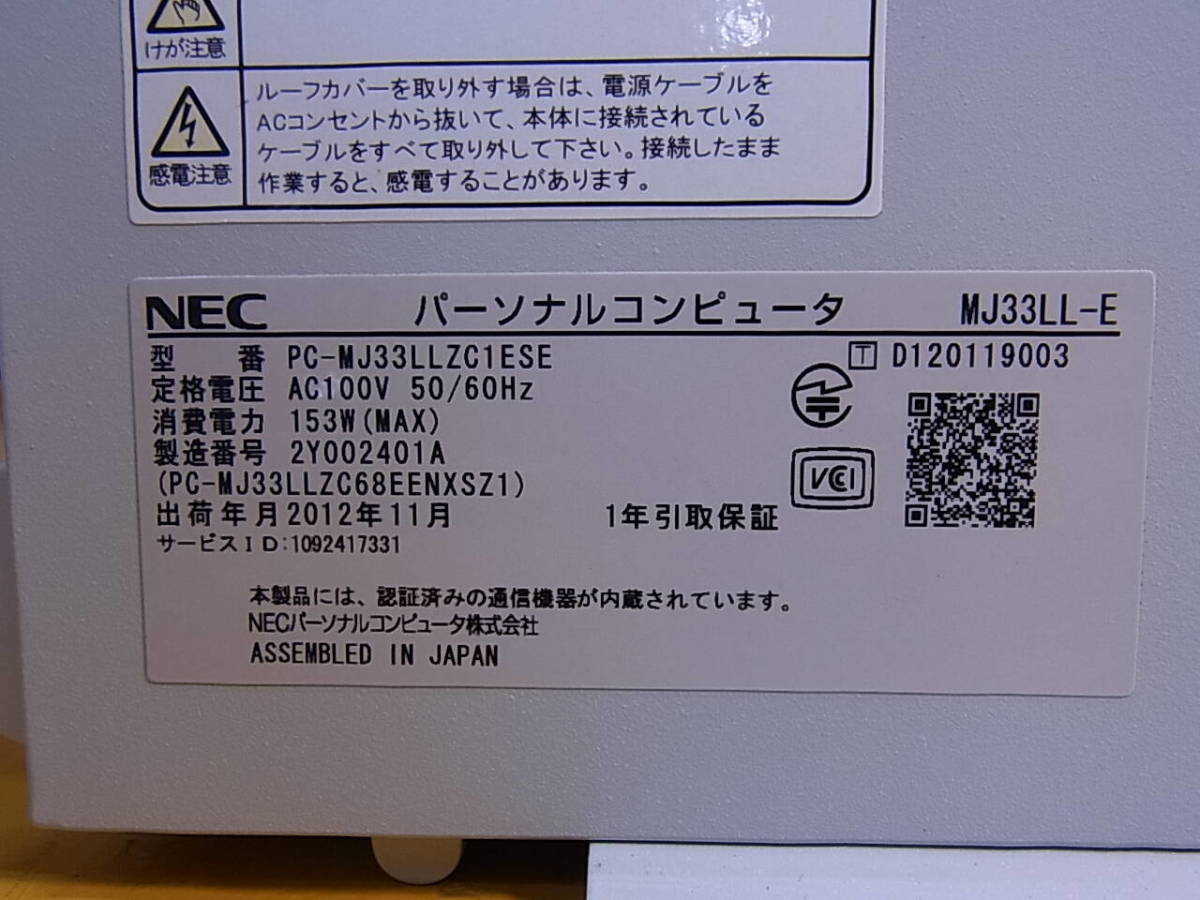 けが注意
ルーフカバーを取り外す場合は、電源ケーブルを
ACコンセントから抜いて、本体に接続されている
ケーブルをすべて取り外して下さい。接続したまま
作業すると、感電することがあります。
感電注意
NEC パーソナルコンピュータ MJ33LL-E
型番 PC-MJ33LLZC1ESE
T D120119003
定格電圧 AC100V 50/60Hz
消費電力 153W(MAX)
製造番号 2Y002401A
VCCI
(PC-MJ33LLZC68EENXSZ1)
出荷年月 2012年11月 1年引取保証
サービスID:1092417331
本製品には、認証済みの通信機器が内蔵されています。
NECパーソナルコンピュータ株式会社
ASSEMBLED IN JAPAN